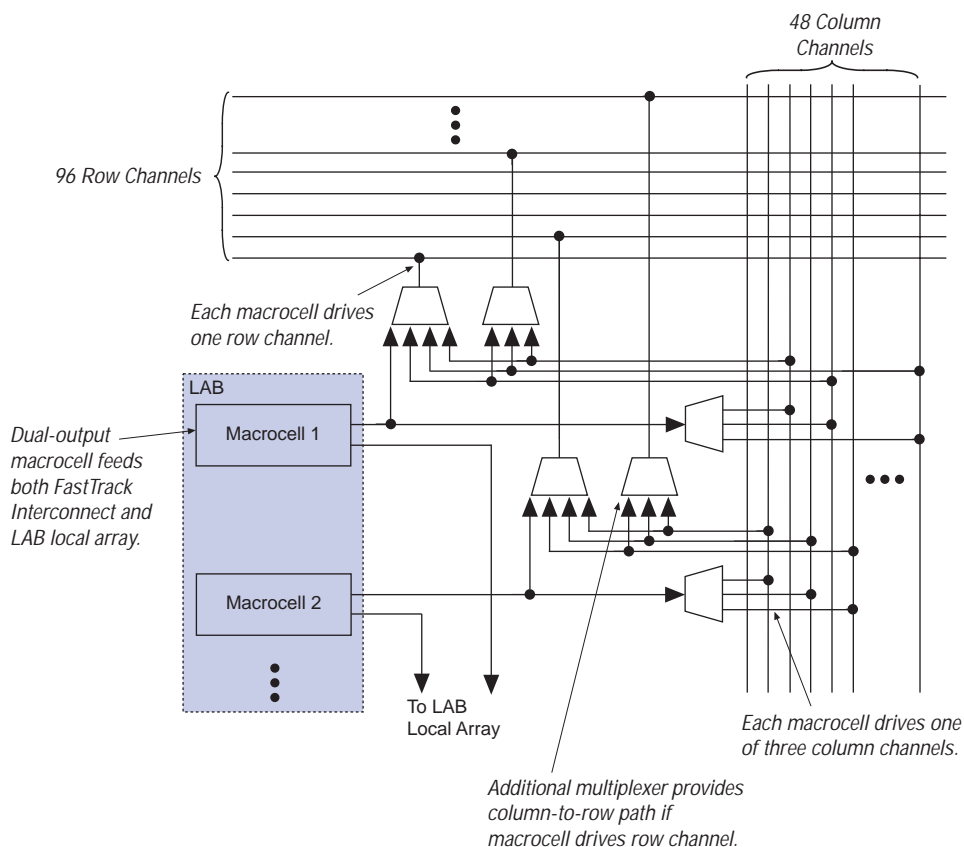 48 Column
Channels
96 Row Channels
Each macrocell drives
one row channel.
LAB
Macrocell 1
Dual-output
macrocell feeds
both FastTrack
Interconnect and
LAB local array.
Macrocell 2
To LAB
Local Array
Each macrocell drives one
of three column channels.
Additional multiplexer provides
column-to-row path if
macrocell drives row channel.